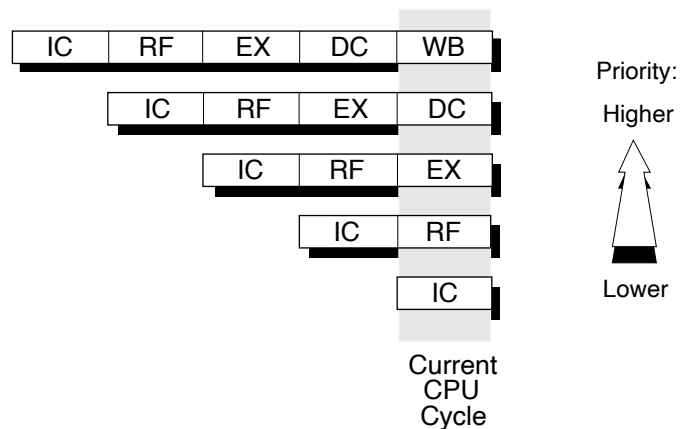 IC RF EX DC WB
IC RF EX DC
IC RF EX
IC RF
IC
Priority:
Higher
Lower
Current
CPU
Cycle